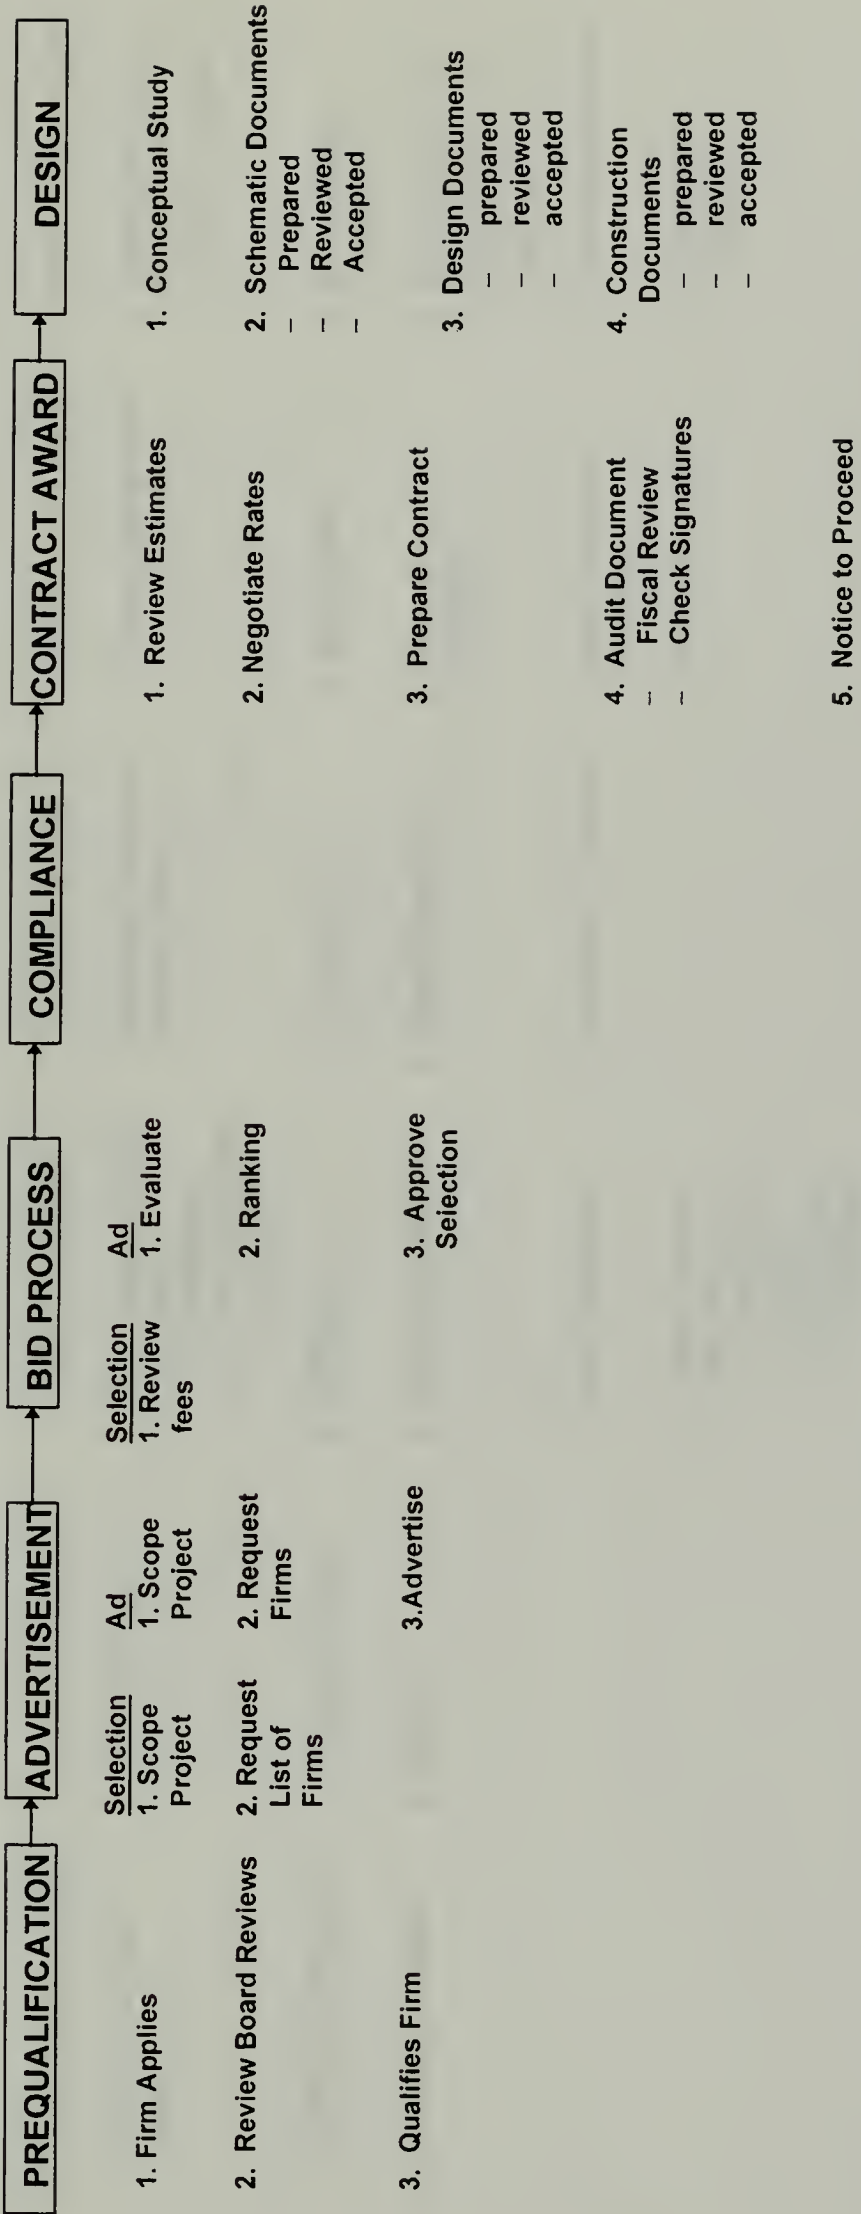 PREQUALIFICATION
1. Firm Applies
2. Review Board Reviews
3. Qualifies Firm
ADVERTISEMENT
Selection
1. Scope
Project
2. Request
List of
Firms
Ad
1. Scope
Project
2. Request
Firms
3.Advertise
BID PROCESS
Selection
1. Review
fees
Ad
1. Evaluate
2. Ranking
3. Approve
Selection
COMPLIANCE
CONTRACT AWARD
1. Review Estimates
2. Negotiate Rates
3. Prepare Contract
4. Audit Document
– Fiscal Review
– Check Signatures
5. Notice to Proceed
DESIGN
1. Conceptual Study
2. Schematic Documents
– Prepared
– Reviewed
– Accepted
3. Design Documents
– prepared
– reviewed
– accepted
4. Construction
Documents
– prepared
– reviewed
– accepted